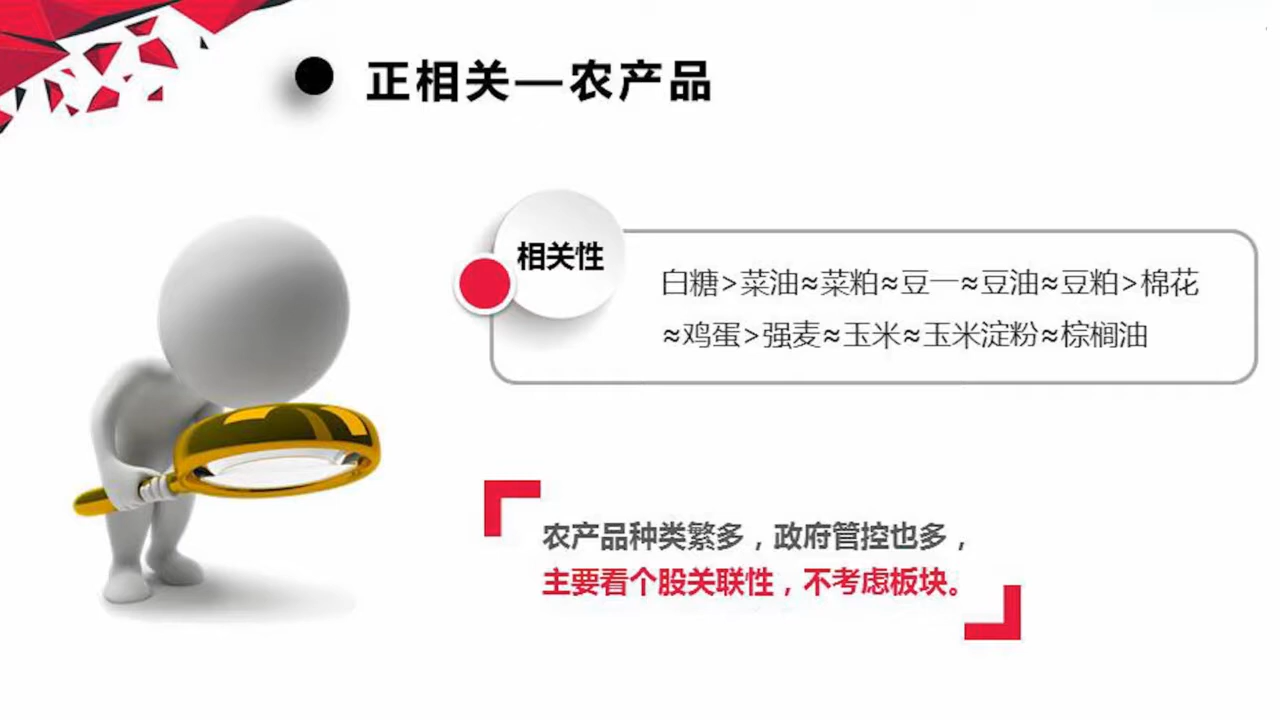 正相关—农产品
相关性
白糖>菜油≈菜粕≈豆一≈豆油≈豆粕>棉花
≈鸡蛋>强麦≈玉米≈玉米淀粉≈棕榈油
农产品种类繁多，政府管控也多，
主要看个股关联性，不考虑板块。